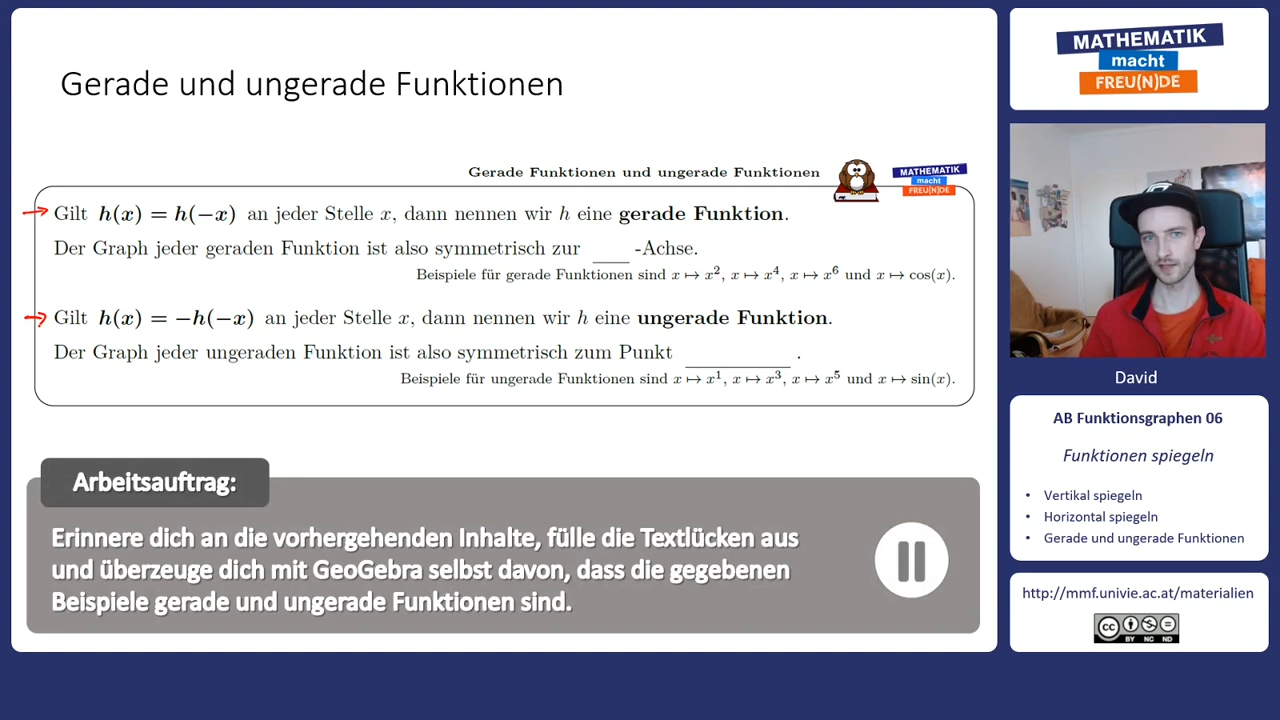 Gerade und ungerade Funktionen
Gerade Funktionen und ungerade Funktionen
MATHEMATIK
macht
FREU(N)DE
Gilt h(x) = h(−x) an jeder Stelle x, dann nennen wir h eine gerade Funktion.
Der Graph jeder geraden Funktion ist also symmetrisch zur ____ -Achse.
Beispiele für gerade Funktionen sind x ↦ x², x ↦ x⁴, x ↦ x⁶ und x ↦ cos(x).
Gilt h(x) = −h(−x) an jeder Stelle x, dann nennen wir h eine ungerade Funktion.
Der Graph jeder ungeraden Funktion ist also symmetrisch zum Punkt ________ .
Beispiele für ungerade Funktionen sind x ↦ x¹, x ↦ x³, x ↦ x⁵ und x ↦ sin(x).
Arbeitsauftrag:
Erinnere dich an die vorhergehenden Inhalte, fülle die Textlücken aus
und überzeuge dich mit GeoGebra selbst davon, dass die gegebenen
Beispiele gerade und ungerade Funktionen sind.
MATHEMATIK
macht
FREU(N)DE
David
AB Funktionsgraphen 06
Funktionen spiegeln
• Vertikal spiegeln
• Horizontal spiegeln
• Gerade und ungerade Funktionen
http://mmf.univie.ac.at/materialien
cc
BY NC ND